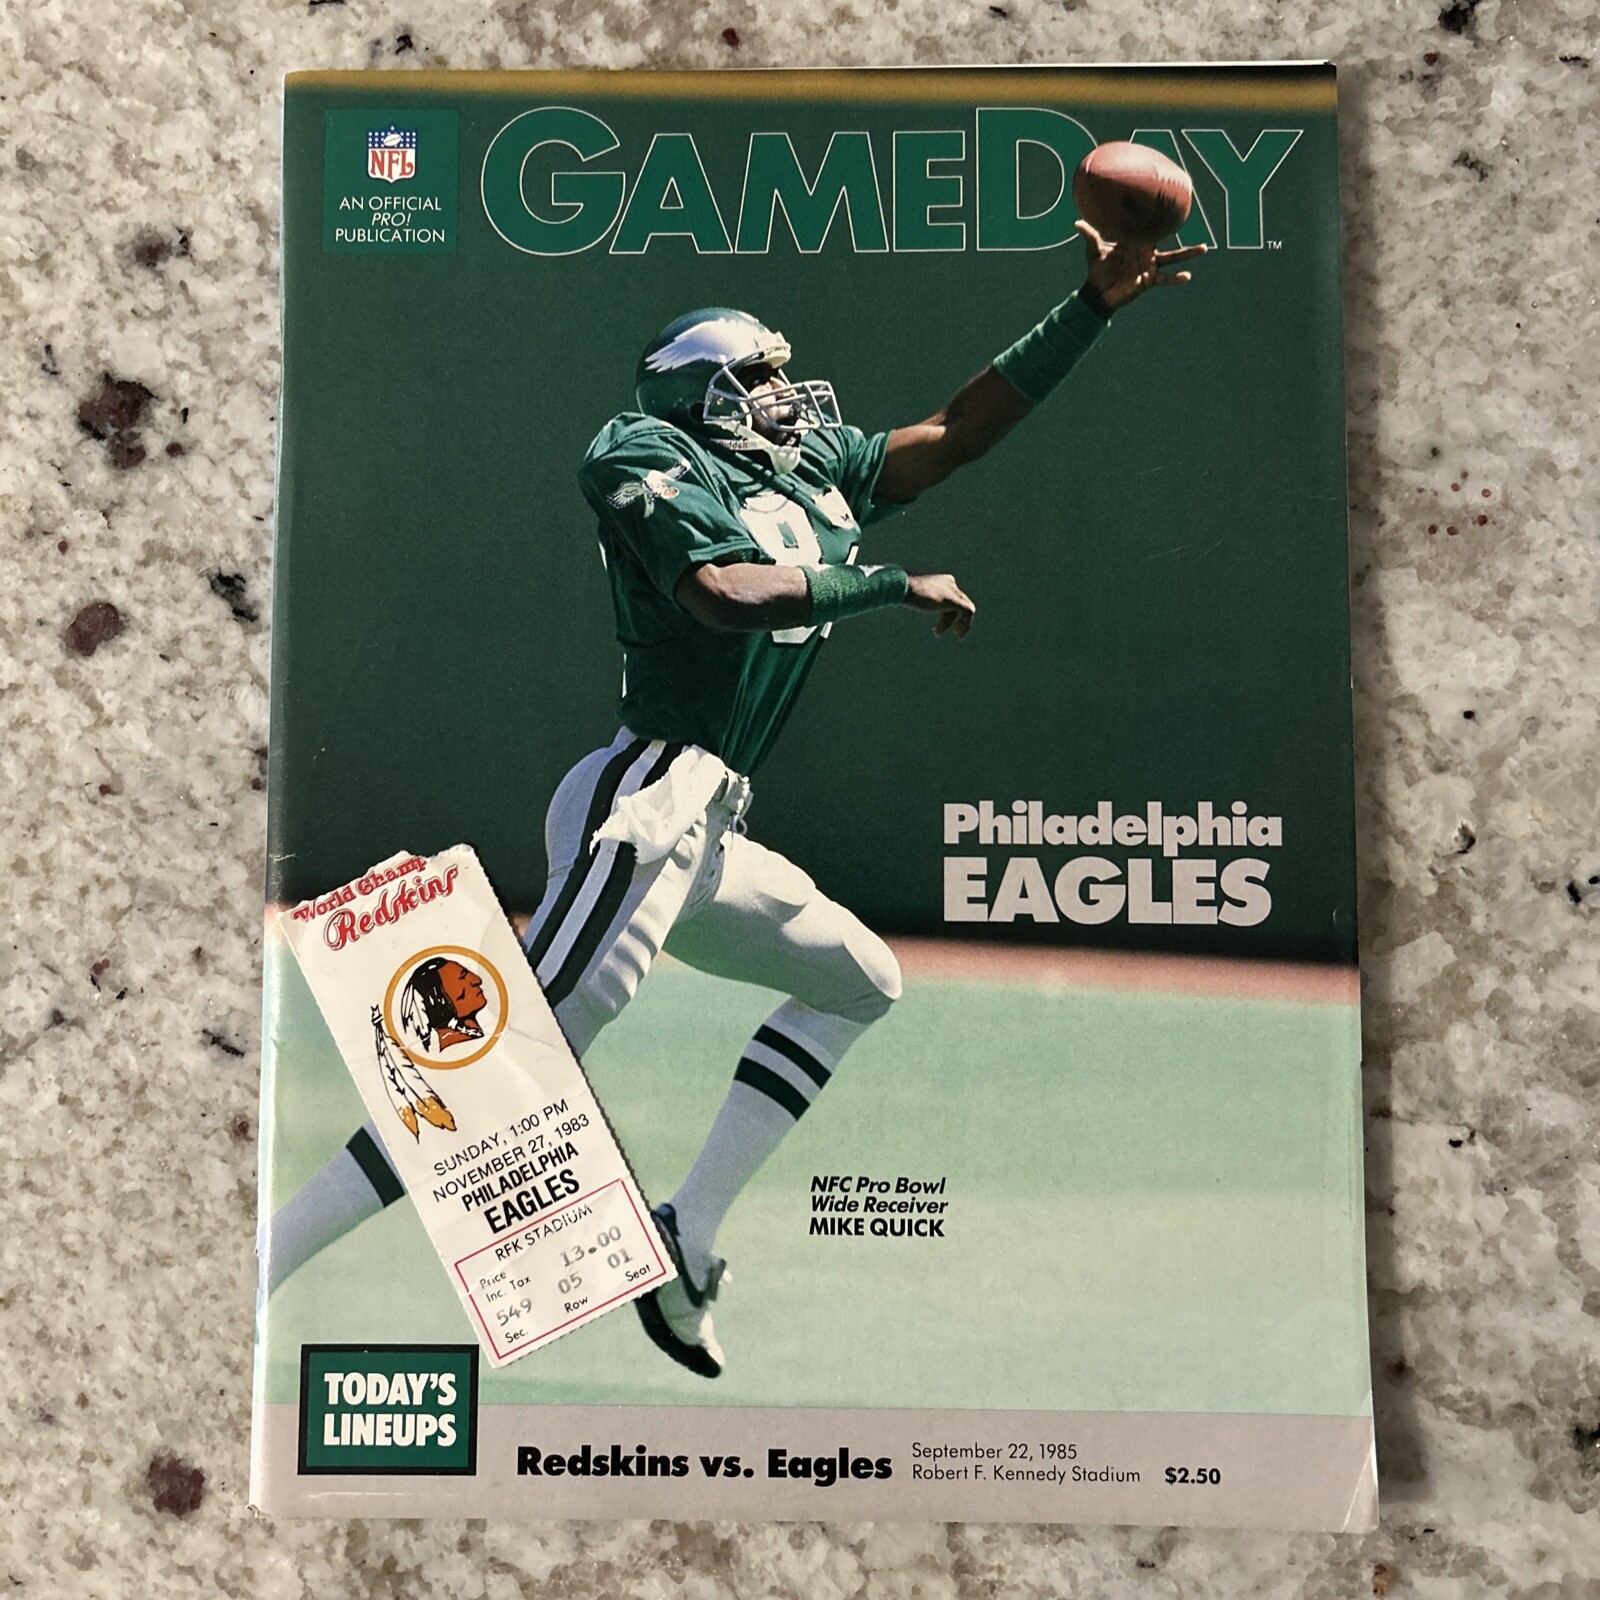 NFL
AN OFFICIAL
PRO!
PUBLICATION
GAMEDAY™
Riddell
Philadelphia
EAGLES
World Champ
Redskins
SUNDAY, 1:00 PM
NOVEMBER 27, 1983
PHILADELPHIA
EAGLES
RFK STADIUM
Price 13.00
Inc. Tax
549 05 01
Sec. Row Seat
NFC Pro Bowl
Wide Receiver
MIKE QUICK
TODAY'S
LINEUPS
Redskins vs. Eagles
September 22, 1985
Robert F. Kennedy Stadium
$2.50